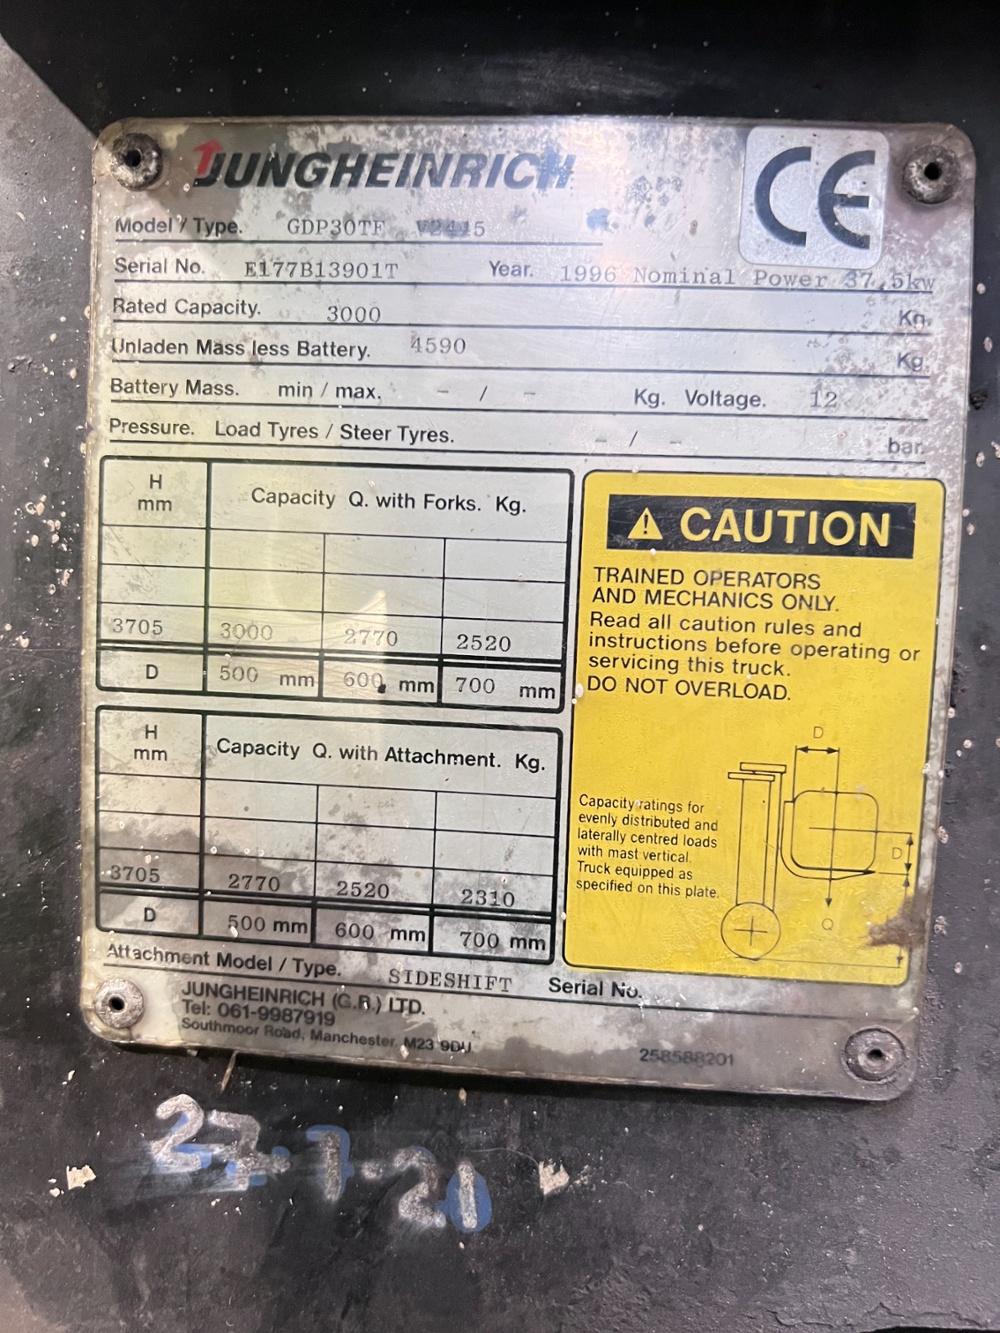 JUNGHEINRICH
CE
Model / Type. GDP30TF V2415
Serial No. E177B13901T Year. 1996 Nominal Power 37.5kw
Rated Capacity. 3000 Kg.
Unladen Mass less Battery. 4590 Kg.
Battery Mass. min / max. - / - Kg. Voltage. 12
Pressure. Load Tyres / Steer Tyres. - / - bar.
H
mm
Capacity Q. with Forks. Kg.
3705 3000 2770 2520
D 500 mm 600 mm 700 mm
H
mm
Capacity Q. with Attachment. Kg.
3705 2770 2520 2310
D 500 mm 600 mm 700 mm
Attachment Model / Type. SIDESHIFT Serial No.
JUNGHEINRICH (G.B.) LTD.
Tel: 061-9987919
Southmoor Road, Manchester, M23 9DU
258588201
CAUTION
TRAINED OPERATORS
AND MECHANICS ONLY.
Read all caution rules and
instructions before operating or
servicing this truck.
DO NOT OVERLOAD.
Capacity ratings for
evenly distributed and
laterally centred loads
with mast vertical.
Truck equipped as
specified on this plate.
D
D
Q